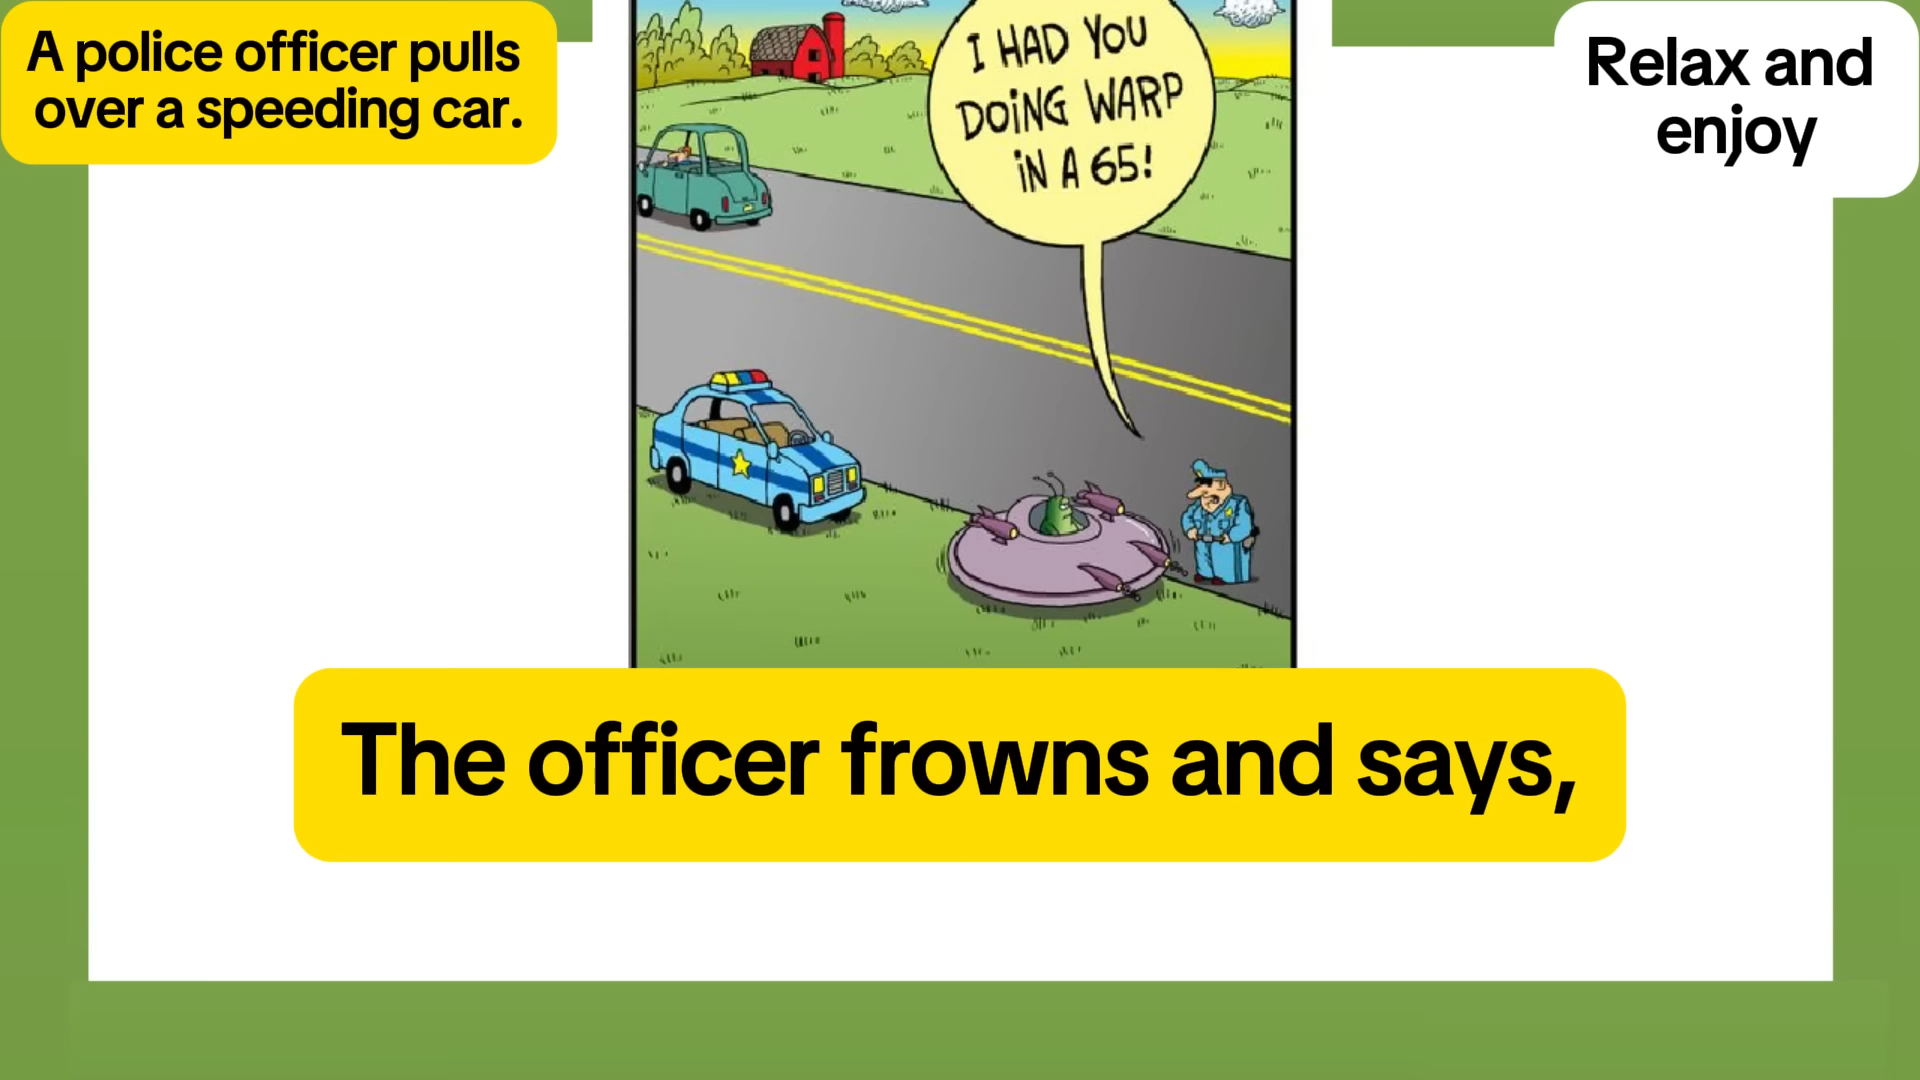 A police officer pulls
over a speeding car.
Relax and
enjoy
I HAD YOU
DOiNG WARP
iN A 65!
The officer frowns and says,